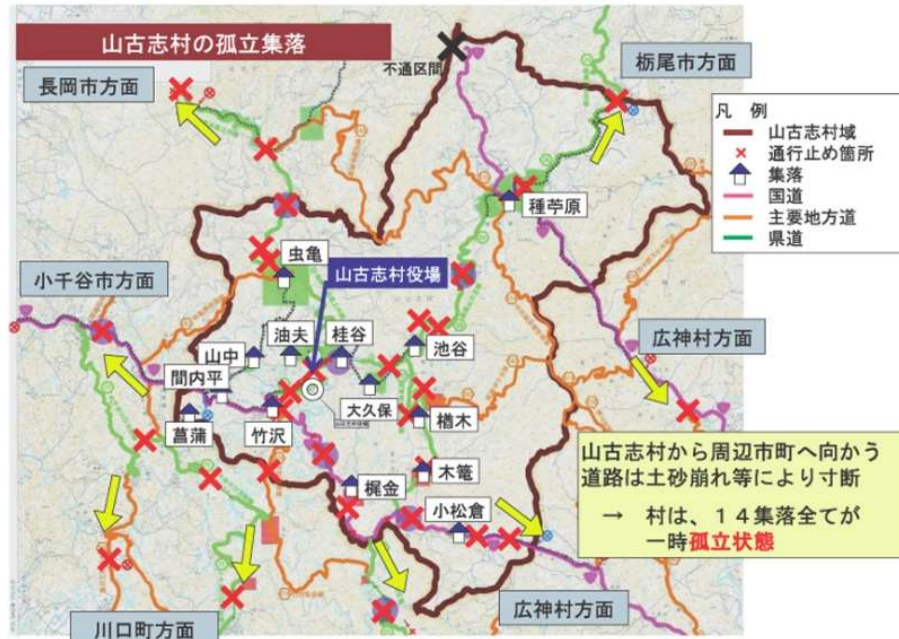 山古志村の孤立集落
不通区間
栃尾市方面
長岡市方面
凡　例
山古志村域
通行止め箇所
集落
国道
主要地方道
県道
種苧原
虫亀
山古志村役場
小千谷市方面
油夫
桂谷
池谷
広神村方面
山中
間内平
大久保
楢木
菖蒲
竹沢
木篭
梶金
小松倉
山古志村から周辺市町へ向かう
道路は土砂崩れ等により寸断
→　村は、１４集落全てが
一時孤立状態
広神村方面
川口町方面